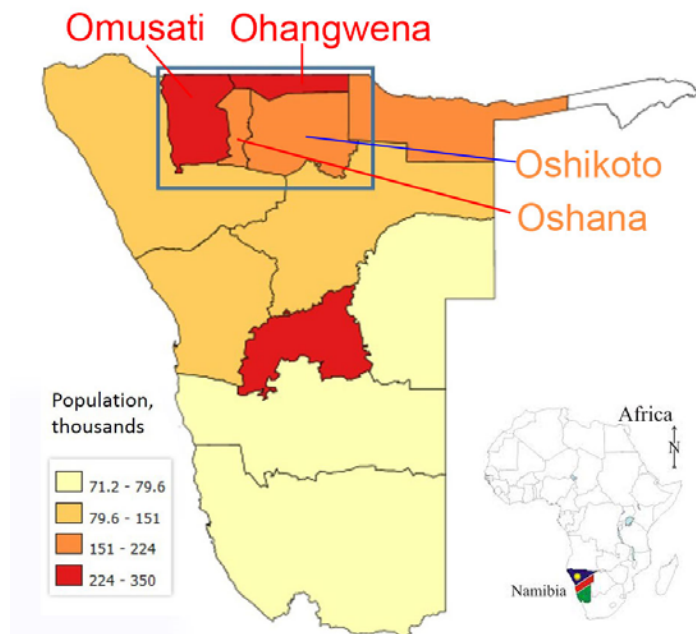 Omusati Ohangwena
Oshikoto
Oshana
Population,
thousands
71.2 - 79.6
79.6 - 151
151 - 224
224 - 350
Africa
N
Namibia